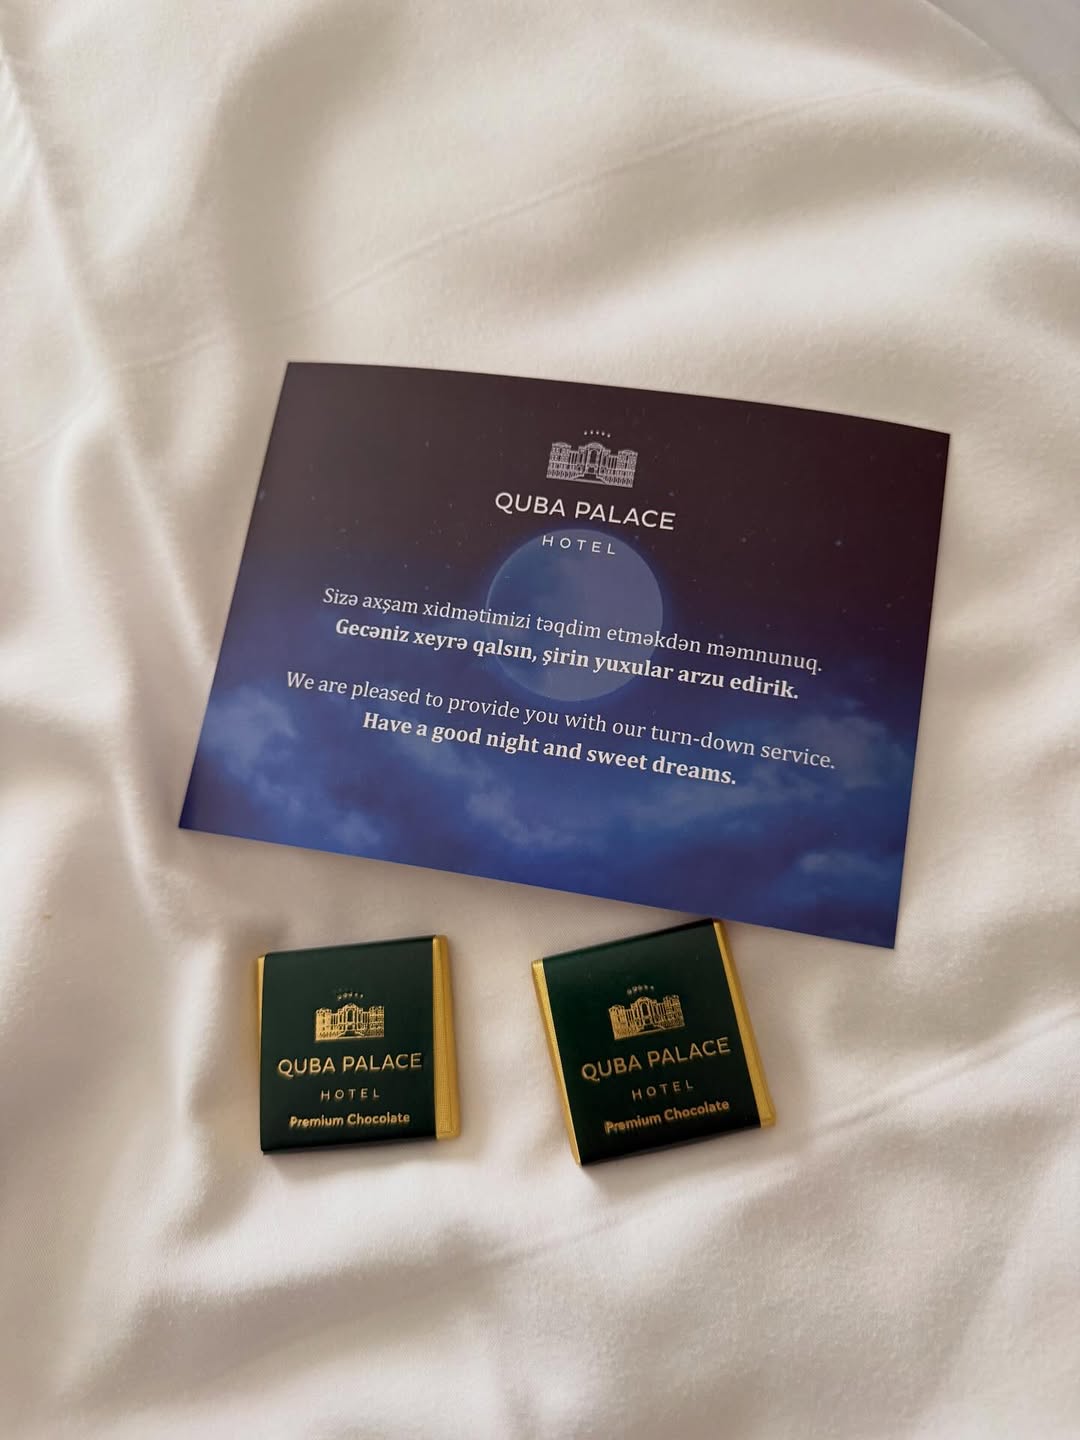 QUBA PALACE
HOTEL
Sizə axşam xidmətimizi təqdim etməkdən məmnunuq.
Gecəniz xeyrə qalsın, şirin yuxular arzu edirik.
We are pleased to provide you with our turn-down service.
Have a good night and sweet dreams.
QUBA PALACE
HOTEL
Premium Chocolate
QUBA PALACE
HOTEL
Premium Chocolate